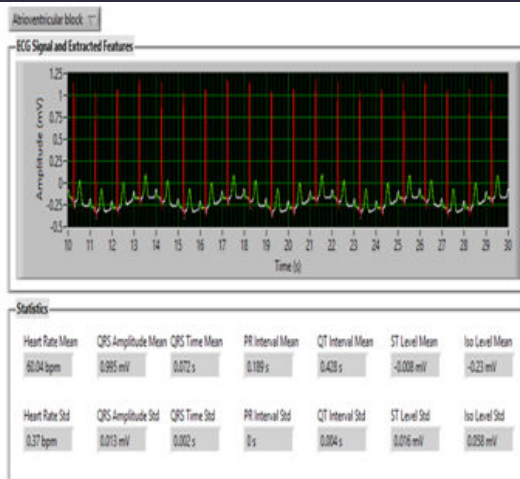 Atrioventricular block
ECG Signal and Extracted Features
Amplitude (mV)
1.25
1
0.75
0.5
0.25
0
-0.25
-0.5
10 11 12 13 14 15 16 17 18 19 20 21 22 23 24 25 26 27 28 29 30
Time (s)
Statistics
Heart Rate Mean QRS Amplitude Mean QRS Time Mean PR Interval Mean QT Interval Mean ST Level Mean Iso Level Mean
60.04 bpm 0.995 mV 0.072 s 0.189 s 0.428 s -0.008 mV -0.23 mV
Heart Rate Std QRS Amplitude Std QRS Time Std PR Interval Std QT Interval Std ST Level Std Iso Level Std
0.37 bpm 0.013 mV 0.002 s 0 s 0.004 s 0.016 mV 0.058 mV